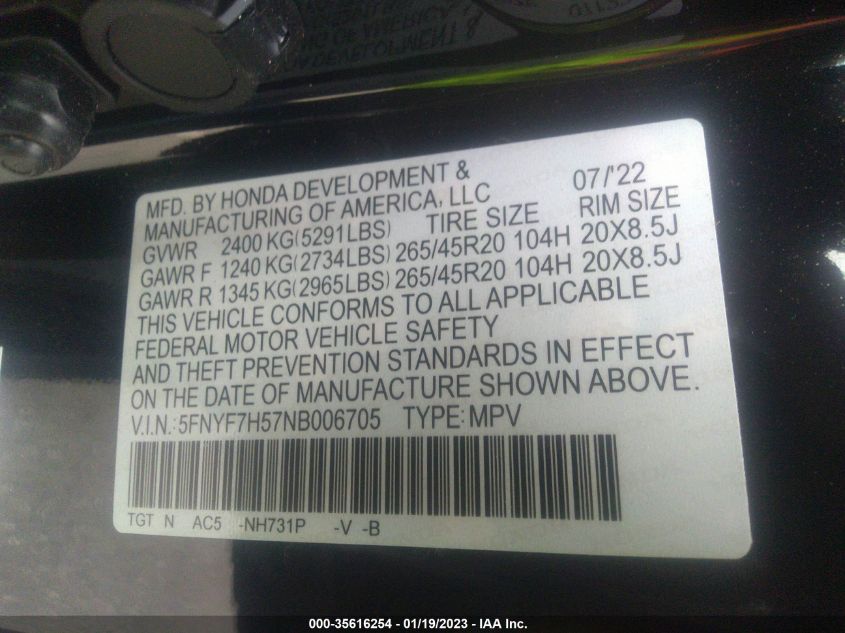 MFD. BY HONDA DEVELOPMENT &
MANUFACTURING OF AMERICA, LLC 07/'22
GVWR 2400 KG(5291LBS) TIRE SIZE RIM SIZE
GAWR F 1240 KG(2734LBS) 265/45R20 104H 20X8.5J
GAWR R 1345 KG(2965LBS) 265/45R20 104H 20X8.5J
THIS VEHICLE CONFORMS TO ALL APPLICABLE
FEDERAL MOTOR VEHICLE SAFETY
AND THEFT PREVENTION STANDARDS IN EFFECT
ON THE DATE OF MANUFACTURE SHOWN ABOVE.
V.I.N.: 5FNYF7H57NB006705 TYPE: MPV
TGT N AC5 -NH731P -V -B
000-35616254 - 01/19/2023 - IAA Inc.